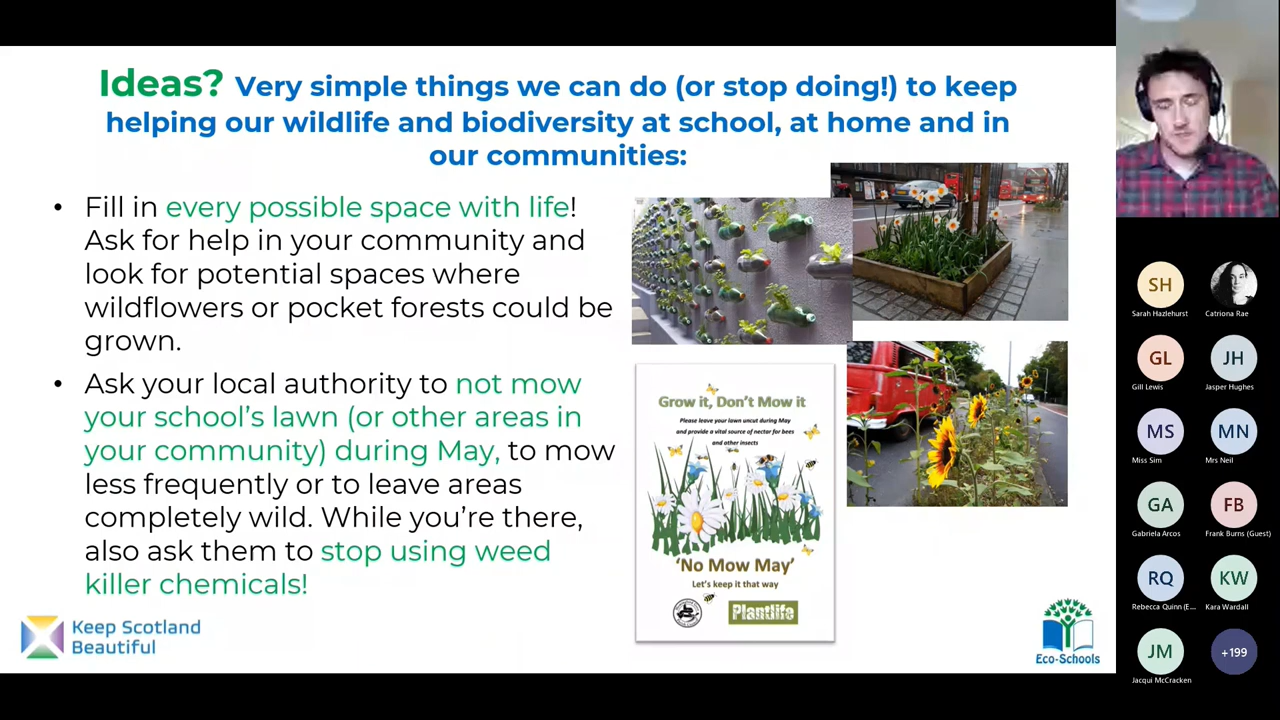 Ideas? Very simple things we can do (or stop doing!) to keep
helping our wildlife and biodiversity at school, at home and in
our communities:
• Fill in every possible space with life!
Ask for help in your community and
look for potential spaces where
wildflowers or pocket forests could be
grown.
• Ask your local authority to not mow
your school's lawn (or other areas in
your community) during May, to mow
less frequently or to leave areas
completely wild. While you're there,
also ask them to stop using weed
killer chemicals!
Grow it, Don't Mow it
Please leave your lawn uncut during May
and provide a vital source of nectar for bees
and other insects
'No Mow May'
Let's keep it that way
Plantlife
Keep Scotland
Beautiful
Eco-Schools
SH
Sarah Hazlehurst
Catriona Rae
GL
Gill Lewis
JH
Jasper Hughes
MS
Miss Sim
MN
Mrs Neil
GA
Gabriela Arcos
FB
Frank Burns (Guest)
RQ
Rebecca Quinn (E...
KW
Kara Wardall
JM
Jacqui McCracken
+199